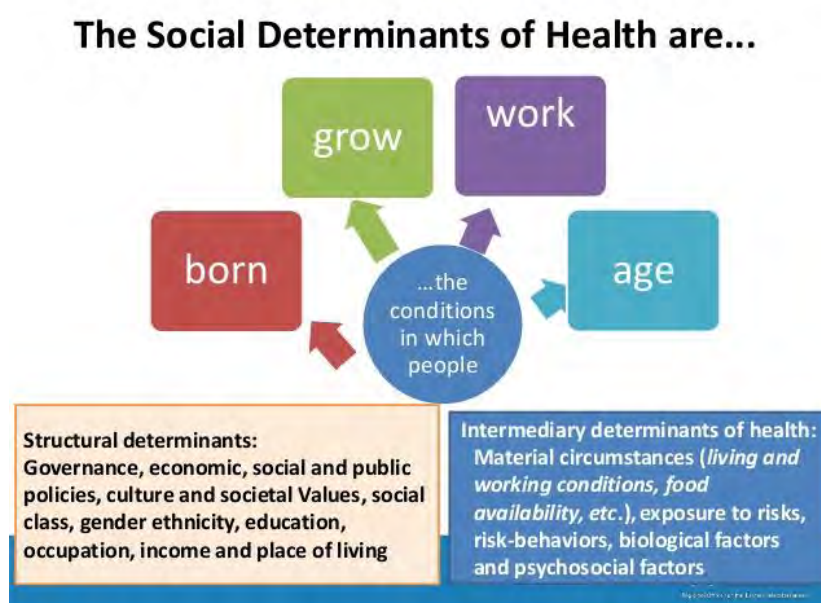 The Social Determinants of Health are...
grow
work
born
age
...the
conditions
in which
people
Structural determinants:
Governance, economic, social and public
policies, culture and societal Values, social
class, gender ethnicity, education,
occupation, income and place of living
Intermediary determinants of health:
Material circumstances (living and
working conditions, food
availability, etc.), exposure to risks,
risk-behaviors, biological factors
and psychosocial factors